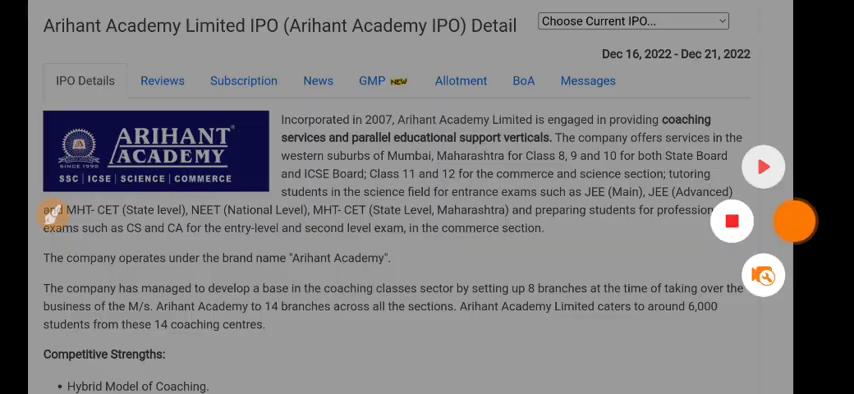 Arihant Academy Limited IPO (Arihant Academy IPO) Detail
Choose Current IPO...
Dec 16, 2022 - Dec 21, 2022
IPO Details Reviews Subscription News GMP NEW Allotment BoA Messages
ARIHANT
ACADEMY
SINCE 1998
SSC | ICSE | SCIENCE | COMMERCE
Incorporated in 2007, Arihant Academy Limited is engaged in providing coaching
services and parallel educational support verticals. The company offers services in the
western suburbs of Mumbai, Maharashtra for Class 8, 9 and 10 for both State Board
and ICSE Board; Class 11 and 12 for the commerce and science section; tutoring
students in the science field for entrance exams such as JEE (Main), JEE (Advanced)
and MHT- CET (State level), NEET (National Level), MHT- CET (State Level, Maharashtra) and preparing students for profession
exams such as CS and CA for the entry-level and second level exam, in the commerce section.
The company operates under the brand name "Arihant Academy".
The company has managed to develop a base in the coaching classes sector by setting up 8 branches at the time of taking over the
business of the M/s. Arihant Academy to 14 branches across all the sections. Arihant Academy Limited caters to around 6,000
students from these 14 coaching centres.
Competitive Strengths:
• Hybrid Model of Coaching.